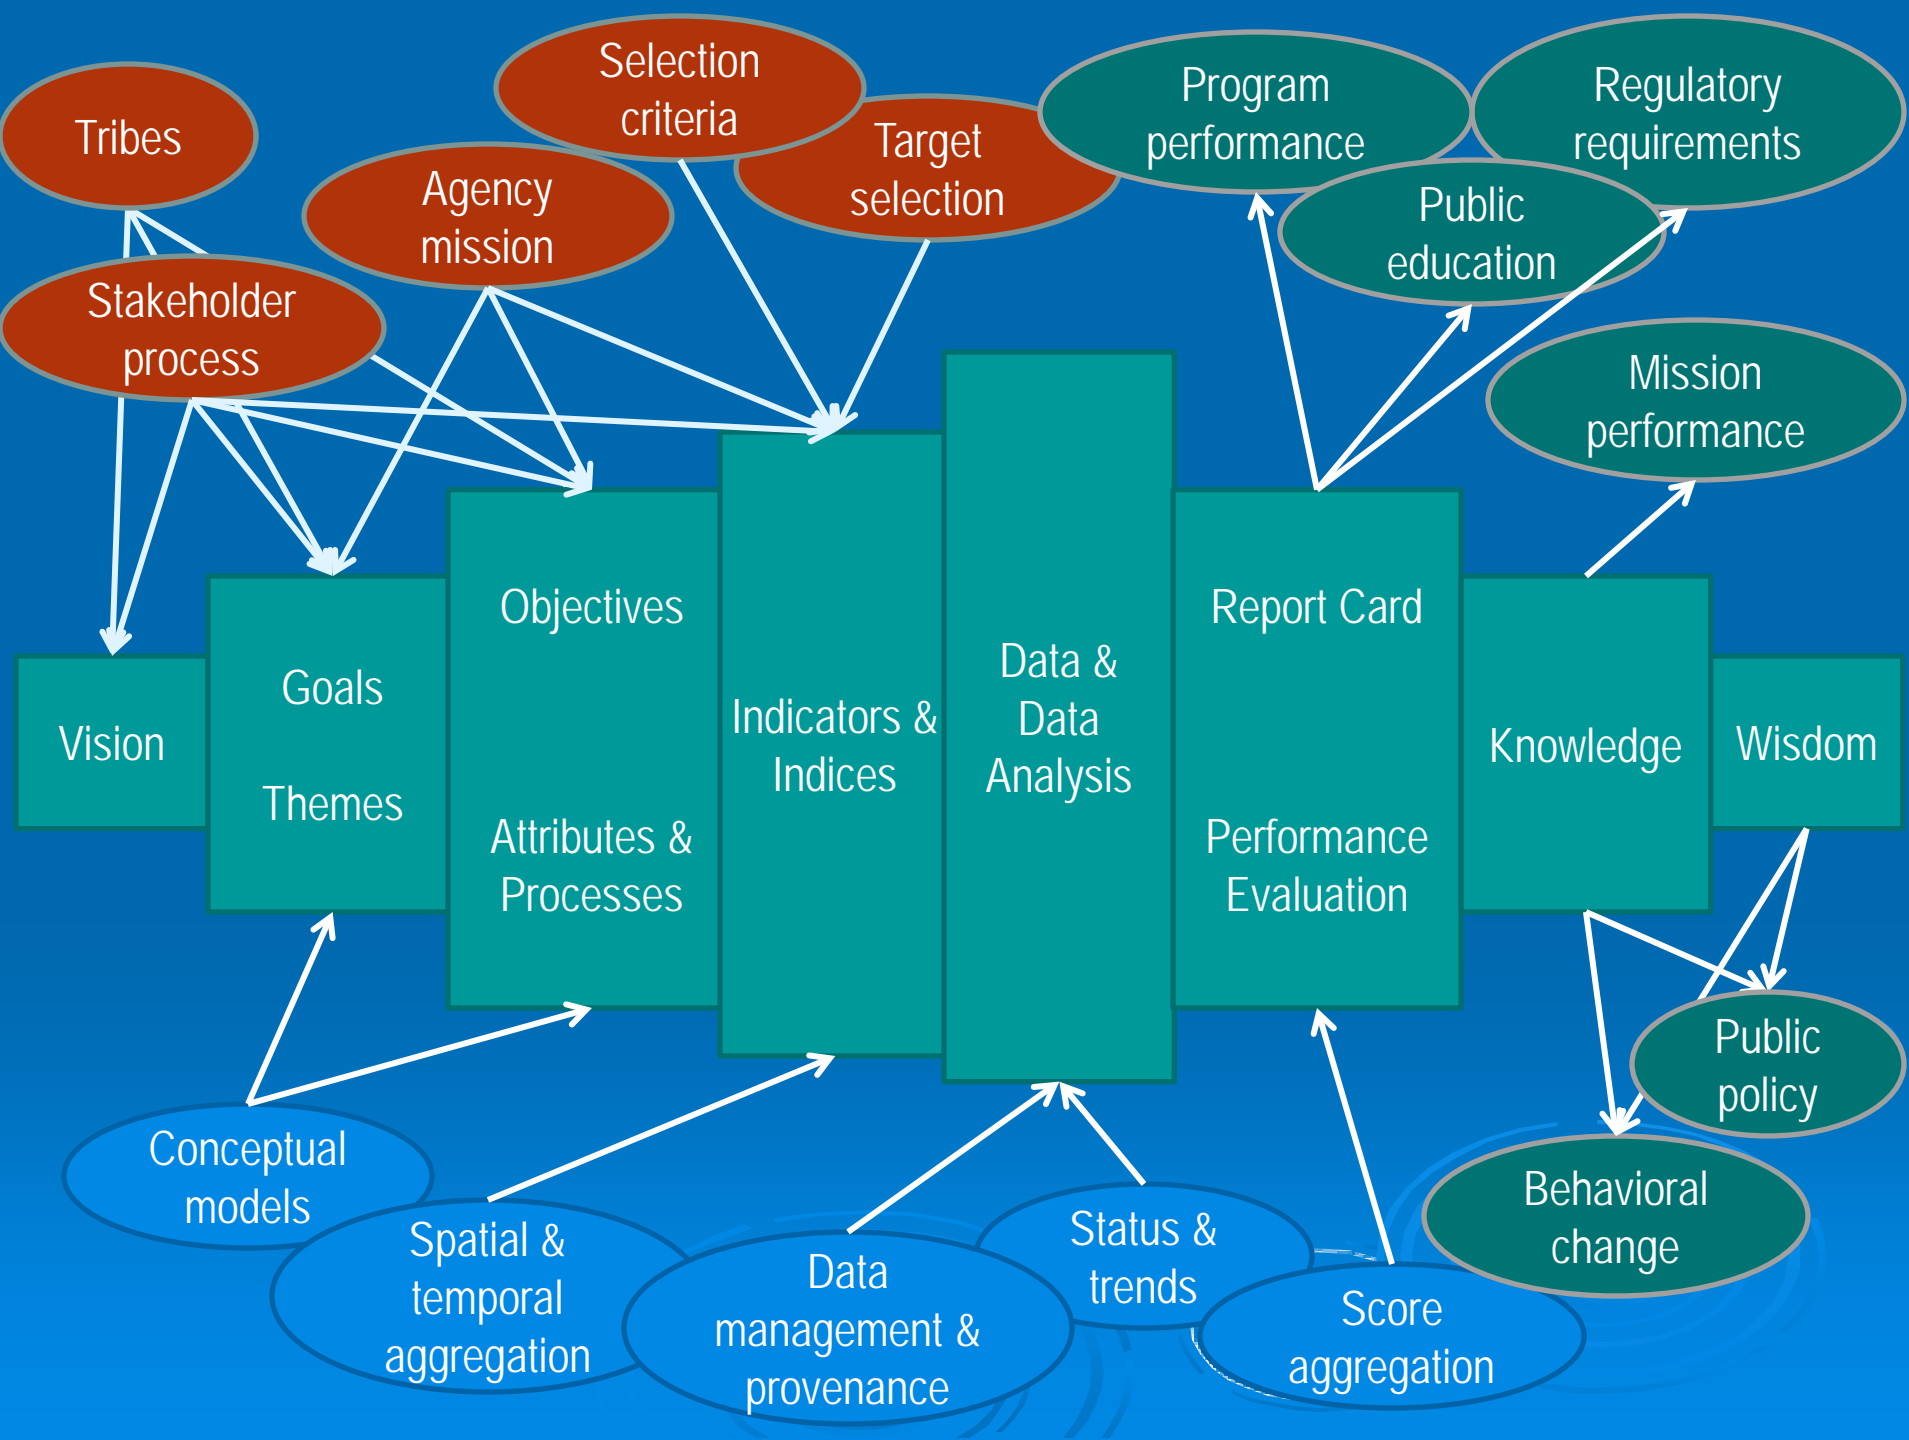 Tribes
Stakeholder
process
Agency
mission
Selection
criteria
Target
selection
Program
performance
Public
education
Regulatory
requirements
Mission
performance
Vision
Goals
Themes
Objectives
Attributes &
Processes
Indicators &
Indices
Data &
Data
Analysis
Report Card
Performance
Evaluation
Knowledge
Wisdom
Conceptual
models
Spatial &
temporal
aggregation
Data
management &
provenance
Status &
trends
Score
aggregation
Behavioral
change
Public
policy